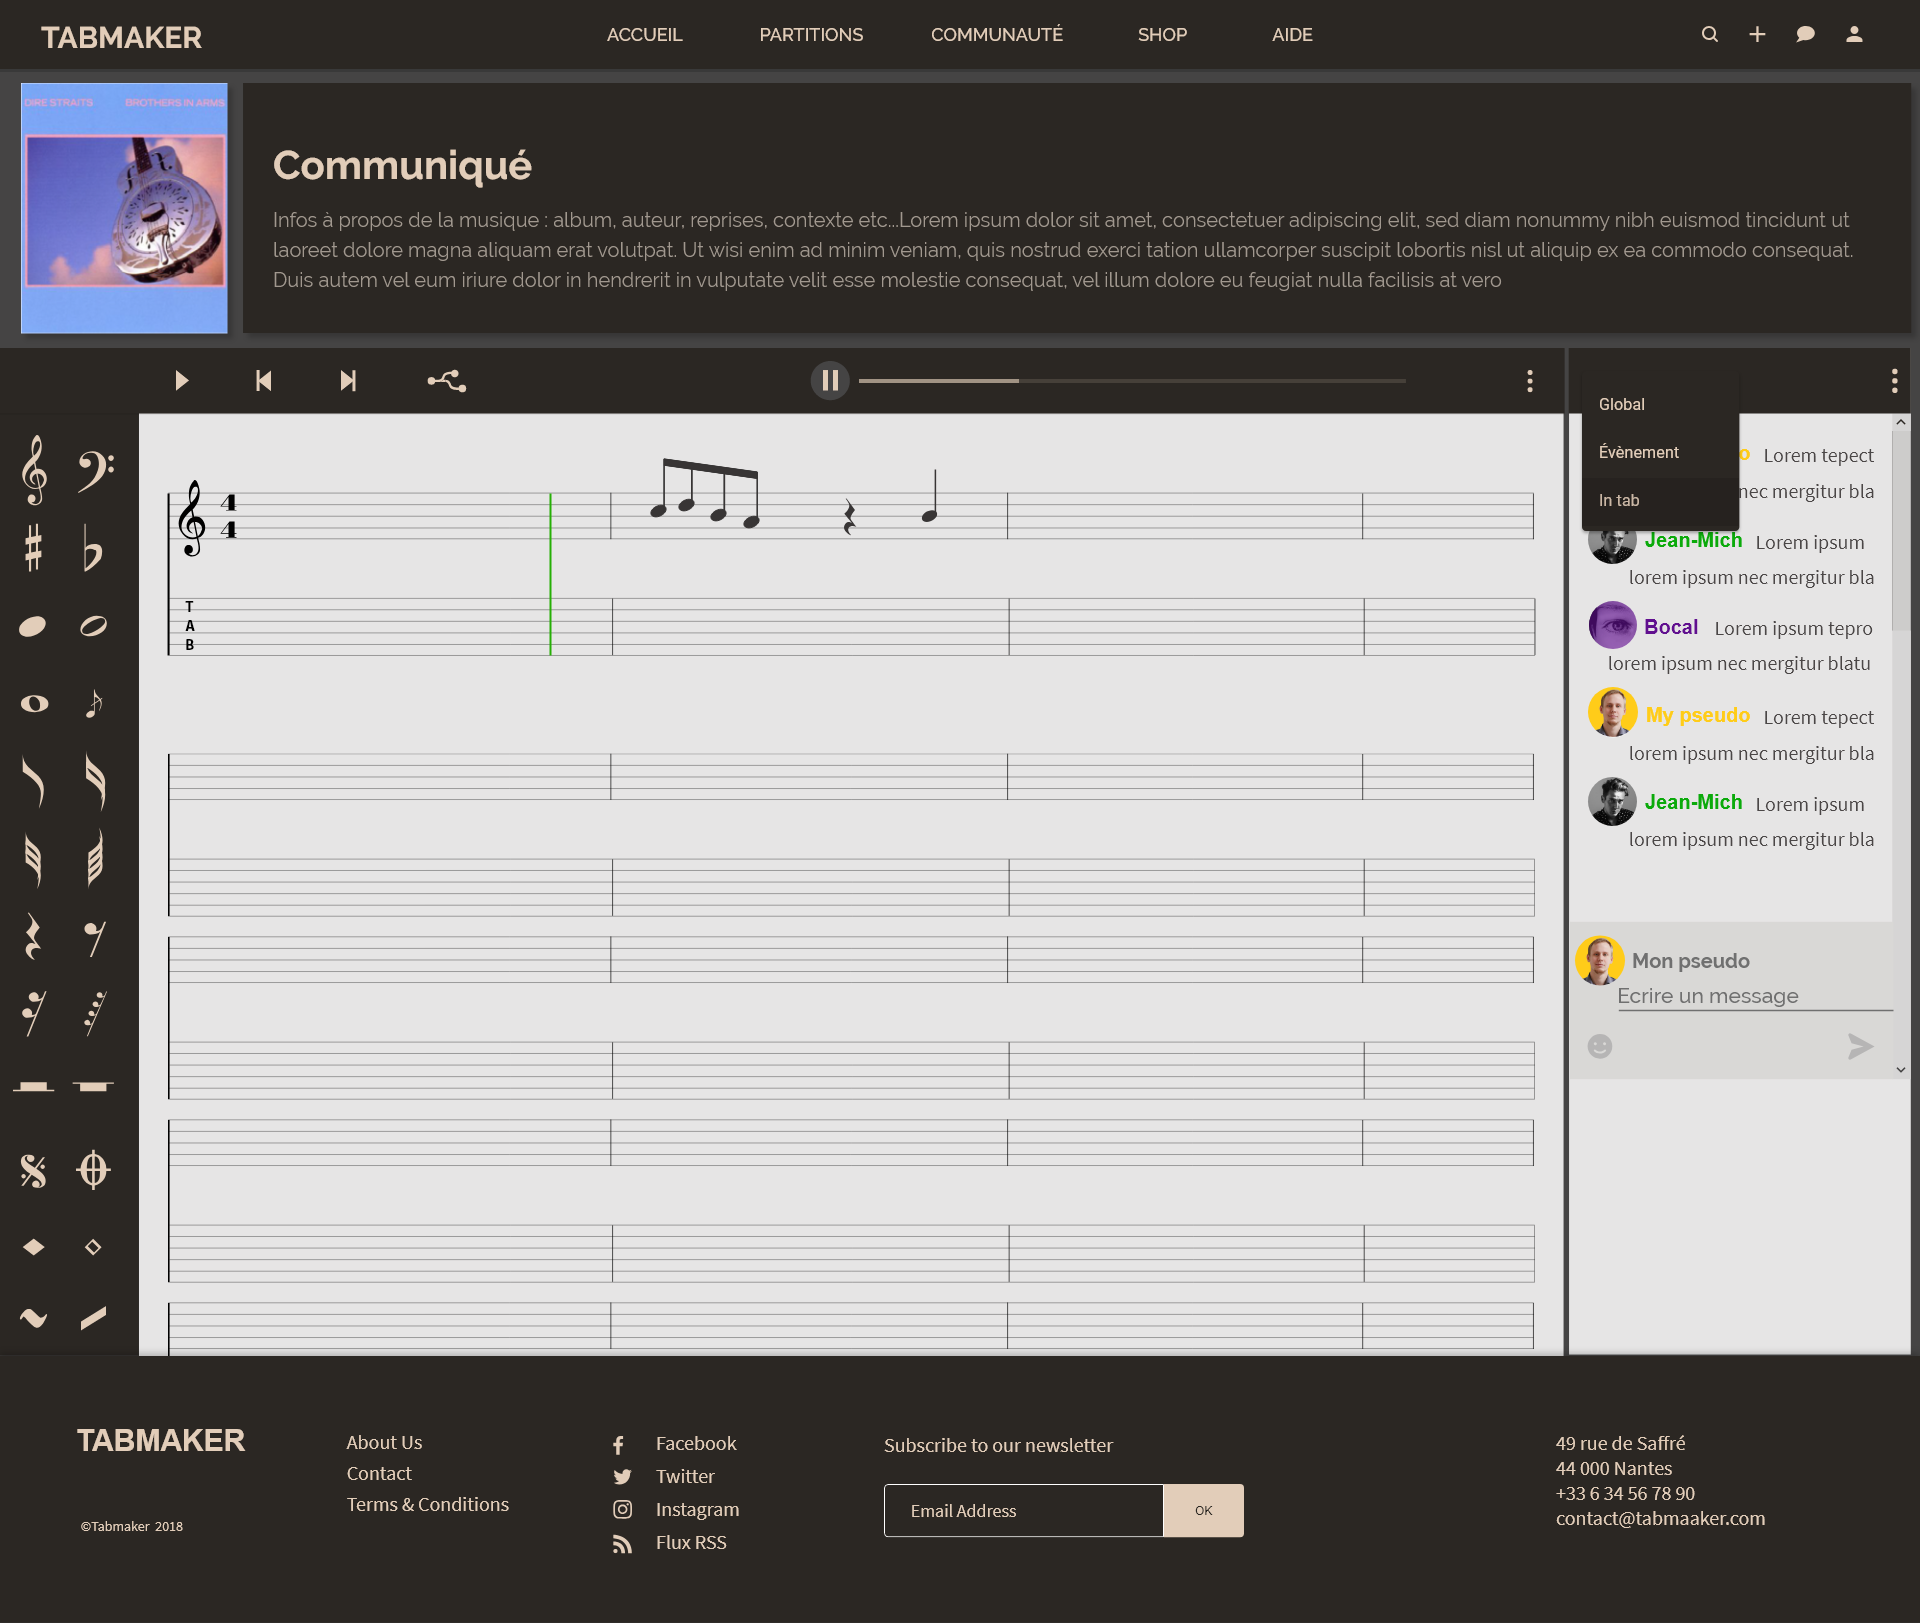 TABMAKER
ACCUEIL PARTITIONS COMMUNAUTÉ SHOP AIDE
DIRE STRAITS BROTHERS IN ARMS
Communiqué
Infos à propos de la musique : album, auteur, reprises, contexte etc...Lorem ipsum dolor sit amet, consectetuer adipiscing elit, sed diam nonummy nibh euismod tincidunt ut
laoreet dolore magna aliquam erat volutpat. Ut wisi enim ad minim veniam, quis nostrud exerci tation ullamcorper suscipit lobortis nisl ut aliquip ex ea commodo consequat.
Duis autem vel eum iriure dolor in hendrerit in vulputate velit esse molestie consequat, vel illum dolore eu feugiat nulla facilisis at vero
4
4
T
A
B
Global
Évènement
In tab
o Lorem tepect
nec mergitur bla
Jean-Mich Lorem ipsum
lorem ipsum nec mergitur bla
Bocal Lorem ipsum tepro
lorem ipsum nec mergitur blatu
My pseudo Lorem tepect
lorem ipsum nec mergitur bla
Jean-Mich Lorem ipsum
lorem ipsum nec mergitur bla
Mon pseudo
Ecrire un message
TABMAKER
©Tabmaker 2018
About Us
Contact
Terms & Conditions
Facebook
Twitter
Instagram
Flux RSS
Subscribe to our newsletter
Email Address OK
49 rue de Saffré
44 000 Nantes
+33 6 34 56 78 90
contact@tabmaaker.com